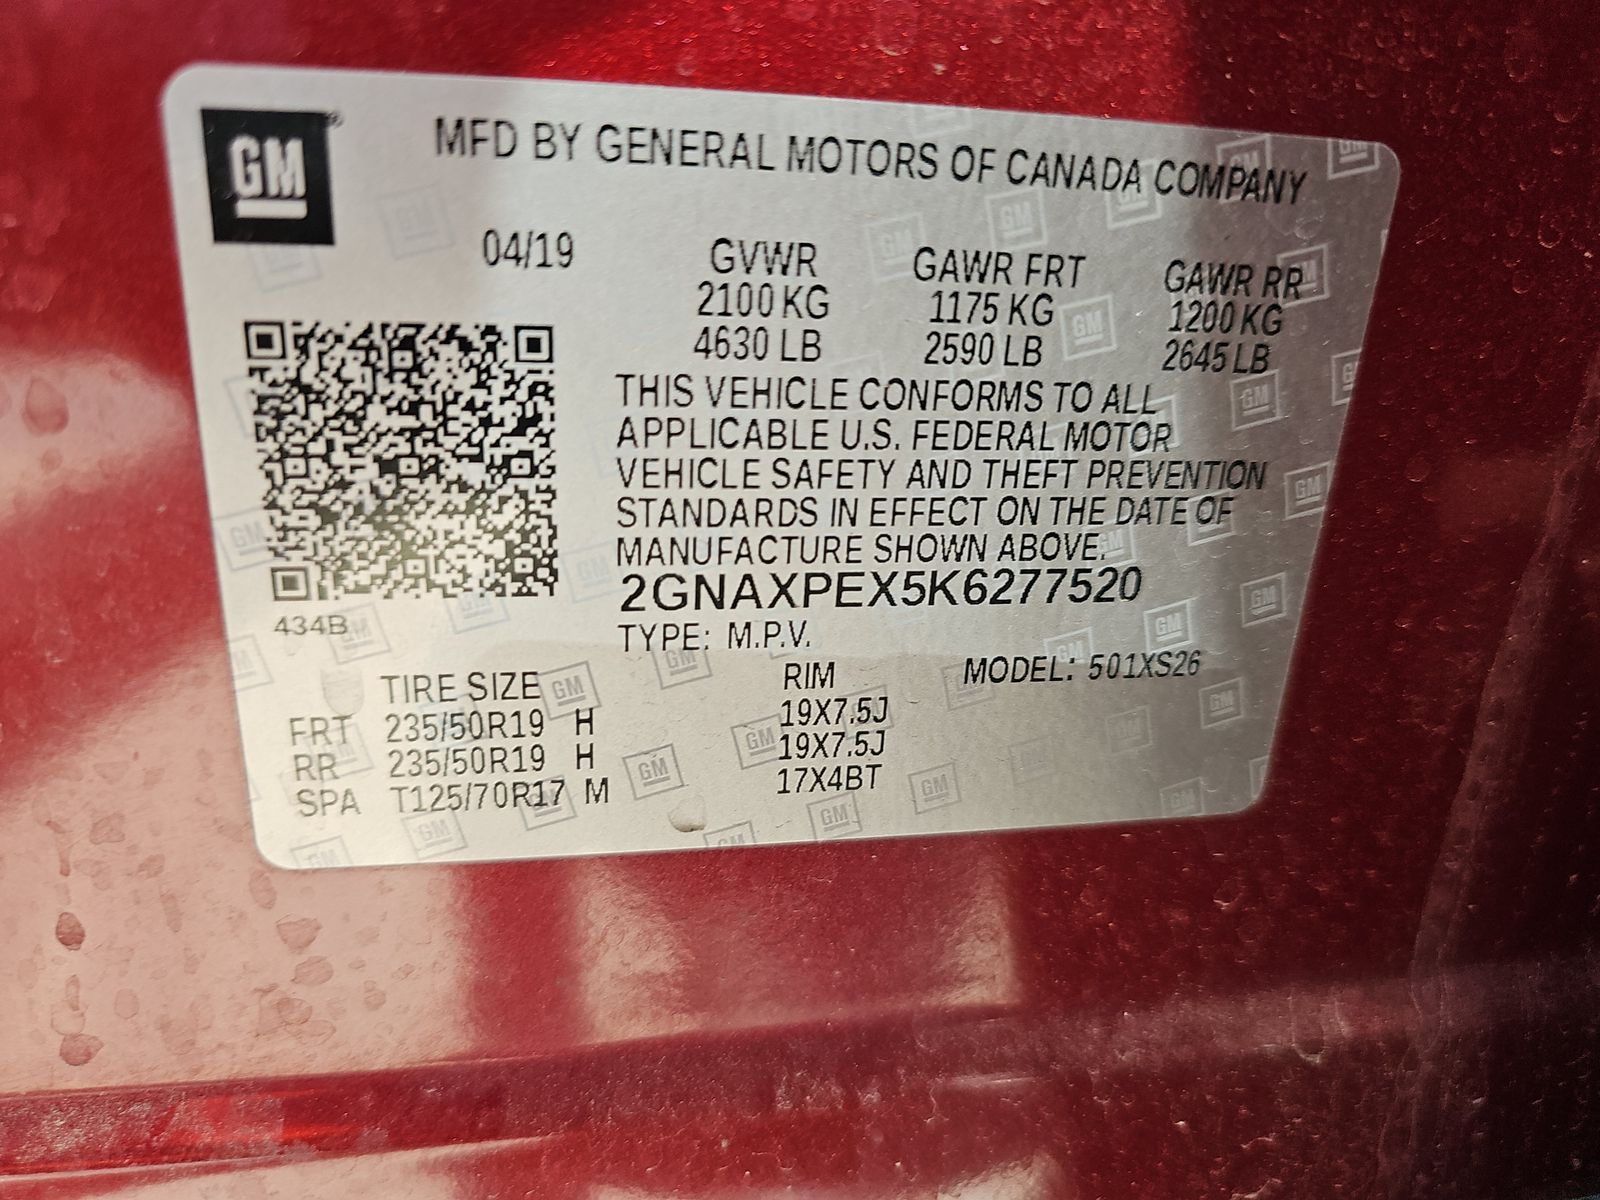 GM®
MFD BY GENERAL MOTORS OF CANADA COMPANY
04/19 GVWR GAWR FRT GAWR RR
2100 KG 1175 KG 1200 KG
4630 LB 2590 LB 2645 LB
THIS VEHICLE CONFORMS TO ALL
APPLICABLE U.S. FEDERAL MOTOR
VEHICLE SAFETY AND THEFT PREVENTION
STANDARDS IN EFFECT ON THE DATE OF
MANUFACTURE SHOWN ABOVE.
2GNAXPEX5K6277520
434B
TYPE: M.P.V.
TIRE SIZE RIM MODEL: 501XS26
FRT 235/50R19 H 19X7.5J
RR 235/50R19 H 19X7.5J
SPA T125/70R17 M 17X4BT